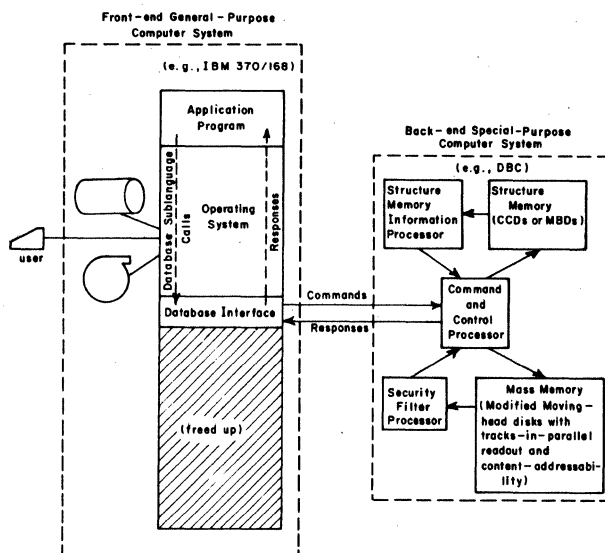 Front-end General-Purpose
Computer System
(e.g., IBM 370/168)
Application
Program
Database Sublanguage
Calls
Operating
System
Responses
user
Database Interface
(freed up)
Commands
Responses
Back-end Special-Purpose
Computer System
(e.g., DBC)
Structure
Memory
Information
Processor
Structure
Memory
(CCDs or MBDs)
Command
and
Control
Processor
Security
Filter
Processor
Mass Memory
(Modified Moving-
head disks with
tracks-in-parallel
readout and
content-addressability)